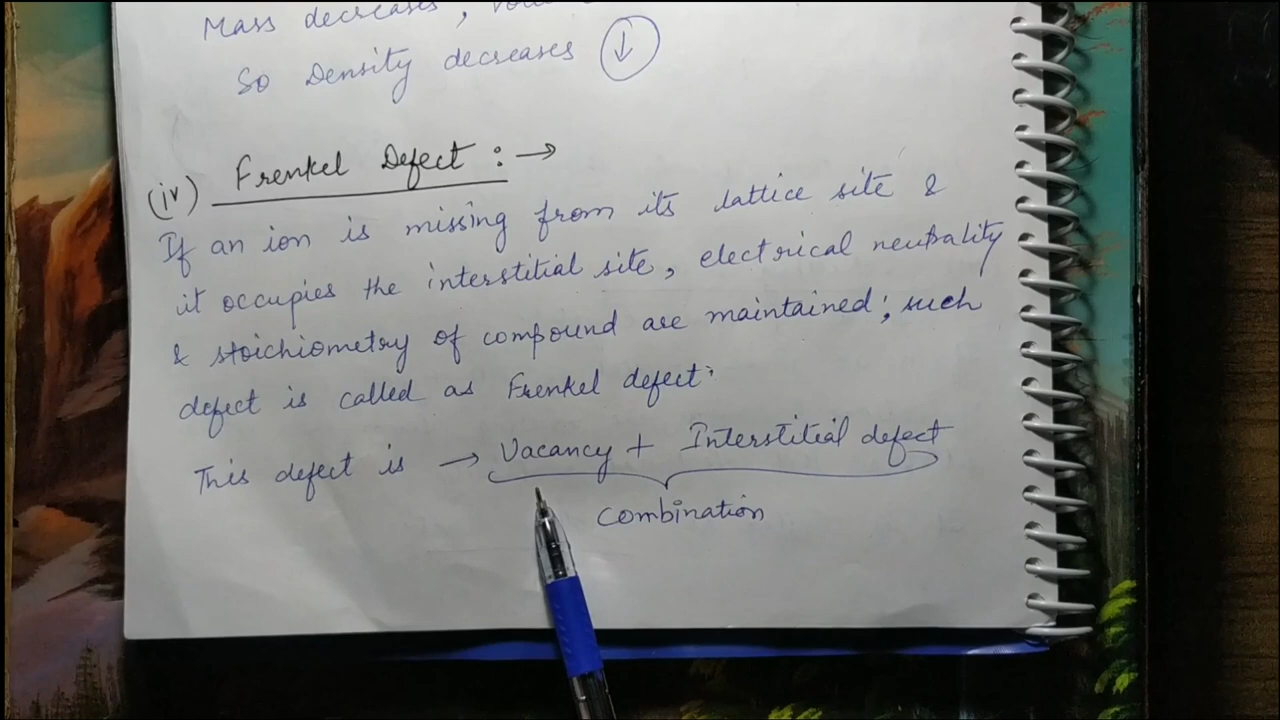 Mass decreases,
So Density decreases ↓
(iv) Frenkel Defect :→
If an ion is missing from its lattice site &
it occupies the interstitial site, electrical neutrality
& stoichiometry of compound are maintained; such
defect is called as Frenkel defect.
This defect is → Vacancy + Interstitial defect
Combination